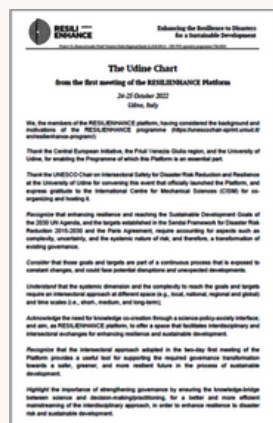 RESILI
ENHANCE
Enhancing the Resilience to Disasters
for a Sustainable Development
The Udine Chart
from the first meeting of the RESILIENHANCE Platform
24-25 October 2022
Udine, Italy
We, the members of the RESILIENHANCE platform, having considered the background and
motivations of the RESILIENHANCE programme (https://unescochair-sprint.uniud.it/
en/resilienhance-program/):
Thank the Central European Initiative, the Friuli Venezia Giulia region, and the University of
Udine, for enabling the Programme of which this Platform is an essential part.
Thank the UNESCO Chair on Intersectoral Safety for Disaster Risk Reduction and Resilience
at the University of Udine for convening this event that officially launched the Platform, and
express gratitude to the International Centre for Mechanical Sciences (CISM) for co-
organizing and hosting it.
Recognize that enhancing resilience and reaching the Sustainable Development Goals of
the 2030 UN Agenda, and the targets established in the Sendai Framework for Disaster Risk
Reduction 2015-2030 and the Paris Agreement, require accounting for aspects such as
complexity, uncertainty, and the systemic nature of risk, and therefore, a transformation of
existing governance.
Consider that those goals and targets are part of a continuous process that is exposed to
constant changes, and could face potential disruptions and unexpected developments.
Understand that the systemic dimension and the complexity to reach the goals and targets
require an intersectoral approach at different space (e.g., local, national, regional and global)
and time scales (i.e., short-, medium, and long-term);
Acknowledge the need for knowledge co-creation through a science-policy-society interface,
and aim, as RESILIENHANCE platform, to offer a space that facilitates interdisciplinary and
intersectoral exchanges for enhancing resilience and sustainable development.
Recognize that the intersectoral approach adopted in the two-day first meeting of the
Platform provides a useful tool for supporting the required governance transformation
towards a safer, greener, and more resilient future in the process of sustainable
development.
Highlight the importance of strengthening governance by ensuring the knowledge-bridge
between science and decision-making/practitioning, for a better and more efficient
mainstreaming of the interdisciplinary approach, in order to enhance resilience to disaster
risk and sustainable development.